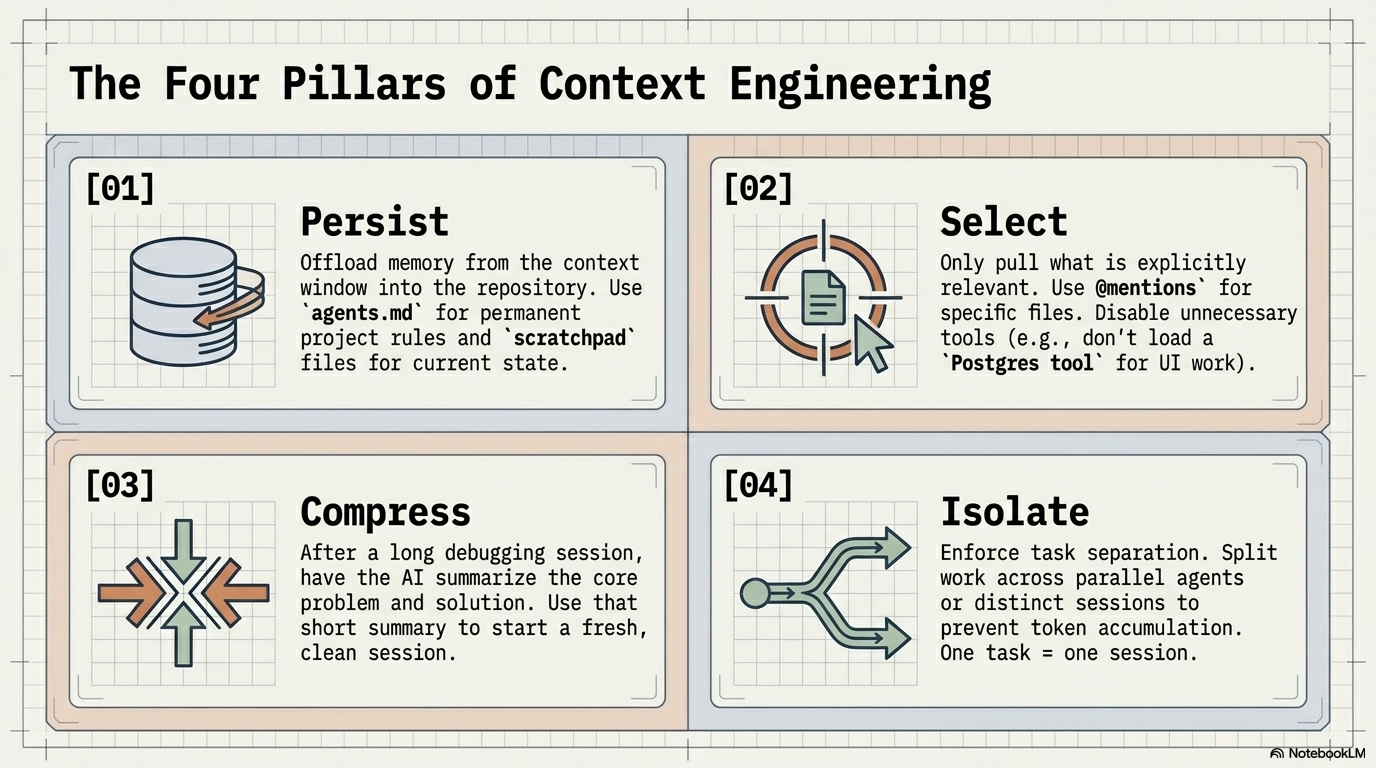 The Four Pillars of Context Engineering
[01]
Persist
Offload memory from the context
window into the repository. Use
`agents.md` for permanent
project rules and `scratchpad`
files for current state.
[02]
Select
Only pull what is explicitly
relevant. Use @mentions` for
specific files. Disable unnecessary
tools (e.g., don't load a
`Postgres tool` for UI work).
[03]
Compress
After a long debugging session,
have the AI summarize the core
problem and solution. Use that
short summary to start a fresh,
clean session.
[04]
Isolate
Enforce task separation. Split
work across parallel agents
or distinct sessions to
prevent token accumulation.
One task = one session.
NotebookLM